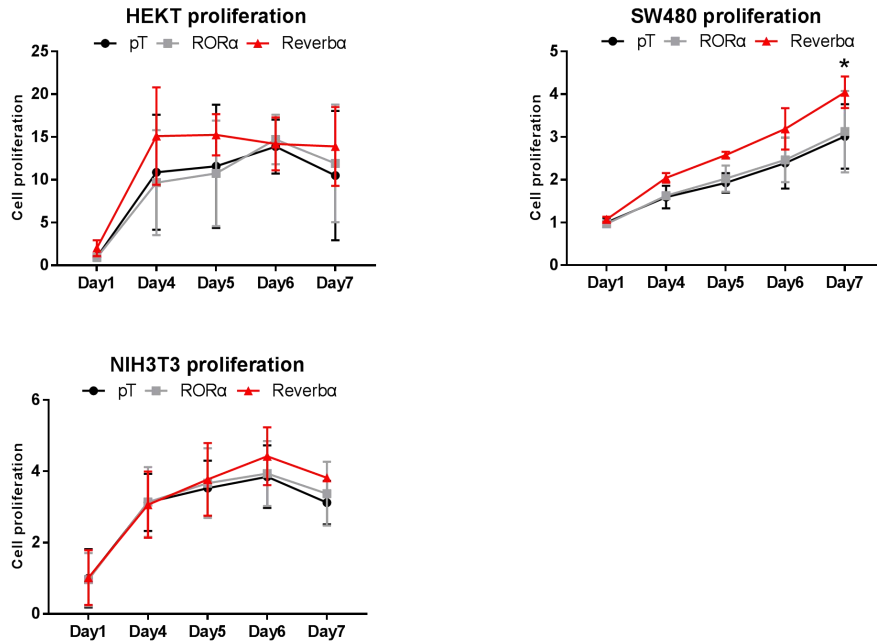 HEKT proliferation
pT RORα Reverbα
25
20
15
10
5
0
Cell proliferation
Day1 Day4 Day5 Day6 Day7
SW480 proliferation
pT RORα Reverbα
5
4
3
2
1
0
*
Cell proliferation
Day1 Day4 Day5 Day6 Day7
NIH3T3 proliferation
pT RORα Reverbα
6
4
2
0
Cell proliferation
Day1 Day4 Day5 Day6 Day7